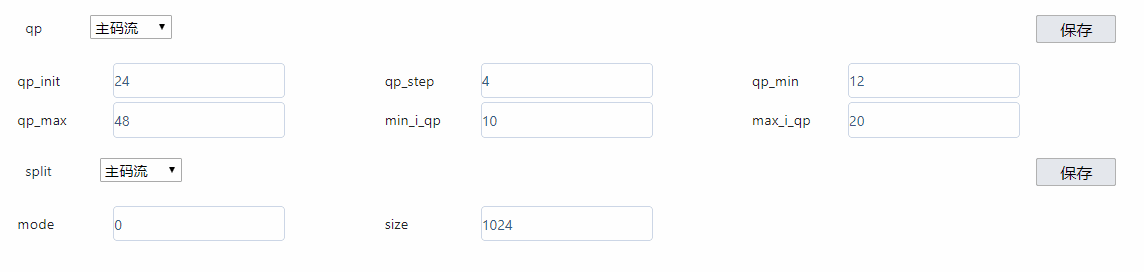 qp 主码流 保存
qp_init 24 qp_step 4 qp_min 12
qp_max 48 min_i_qp 10 max_i_qp 20
split 主码流 保存
mode 0 size 1024